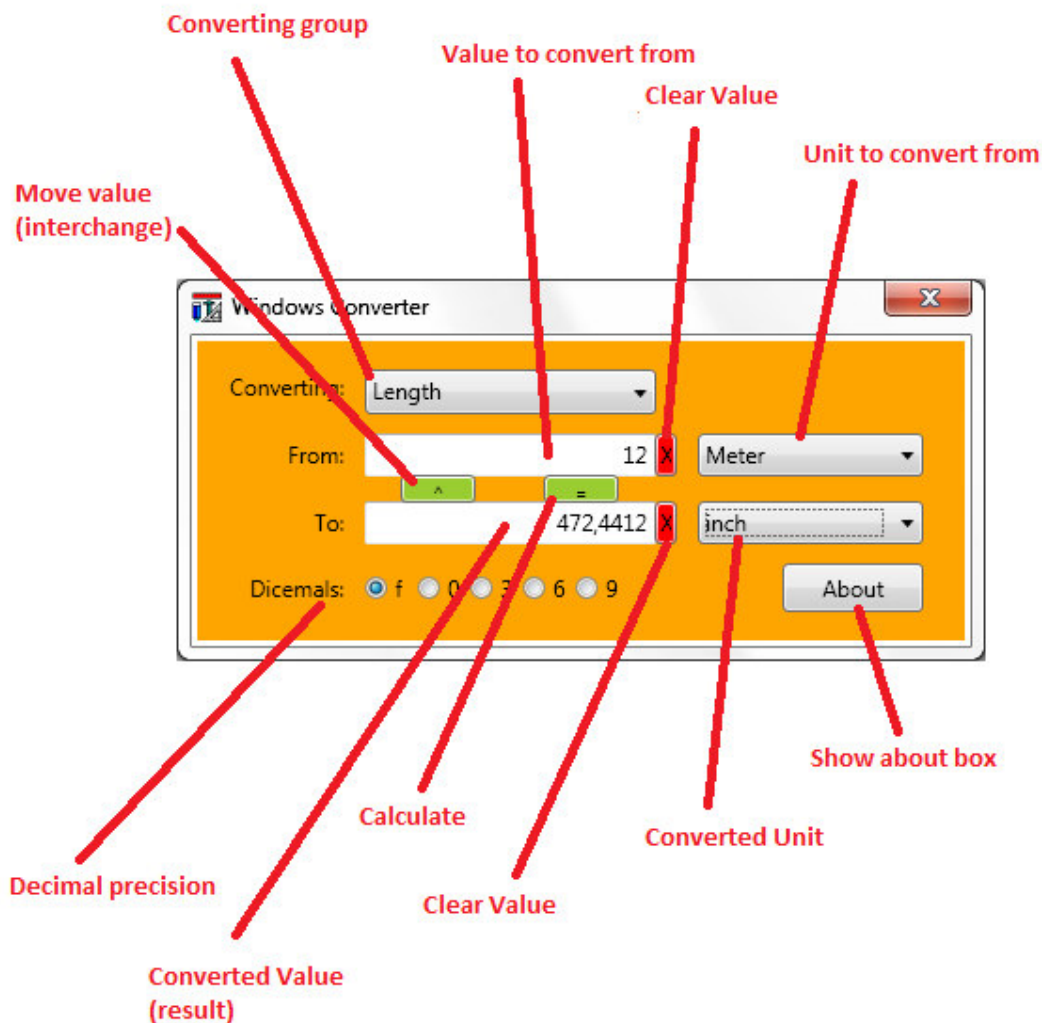 Converting group
Value to convert from
Clear Value
Unit to convert from
Move value
(interchange)
Windows Converter
X
Converting: Length
From: 12 X Meter
^ =
To: 472,4412 X inch
Dicemals: f 0 3 6 9 About
Show about box
Calculate
Converted Unit
Decimal precision
Clear Value
Converted Value
(result)